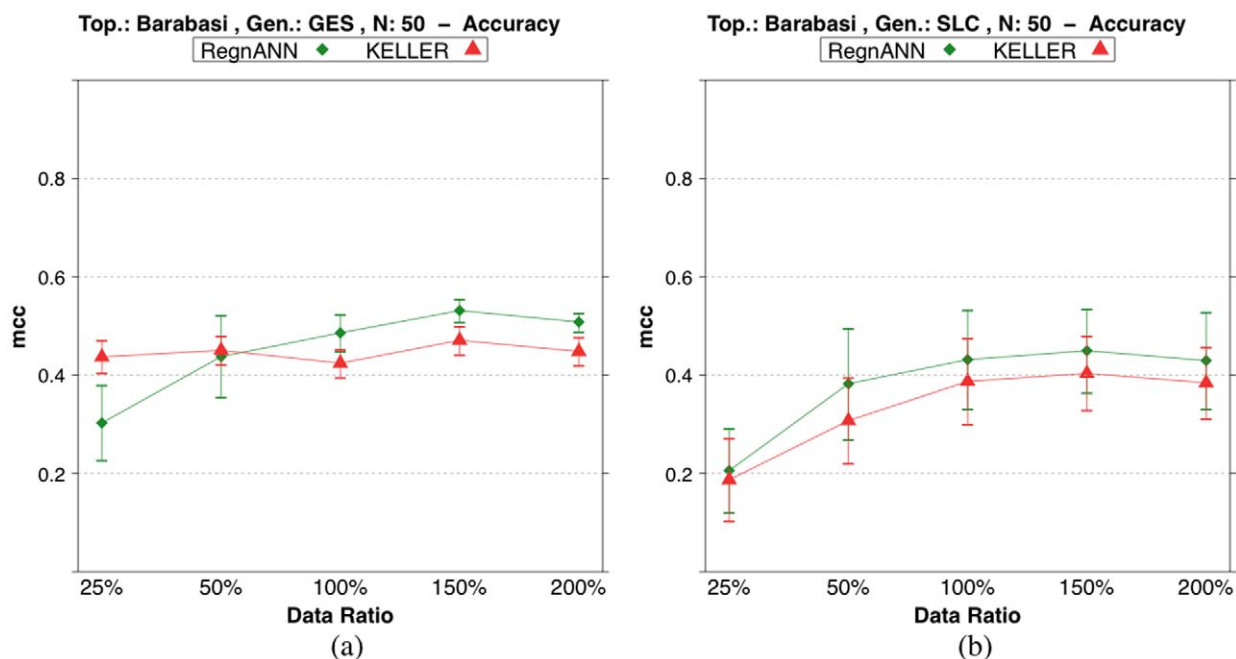 Top.: Barabasi , Gen.: GES , N: 50 – Accuracy
RegnANN KELLER
mcc
0.8
0.6
0.4
0.2
25% 50% 100% 150% 200%
Data Ratio
(a)
Top.: Barabasi , Gen.: SLC , N: 50 – Accuracy
RegnANN KELLER
mcc
0.8
0.6
0.4
0.2
25% 50% 100% 150% 200%
Data Ratio
(b)